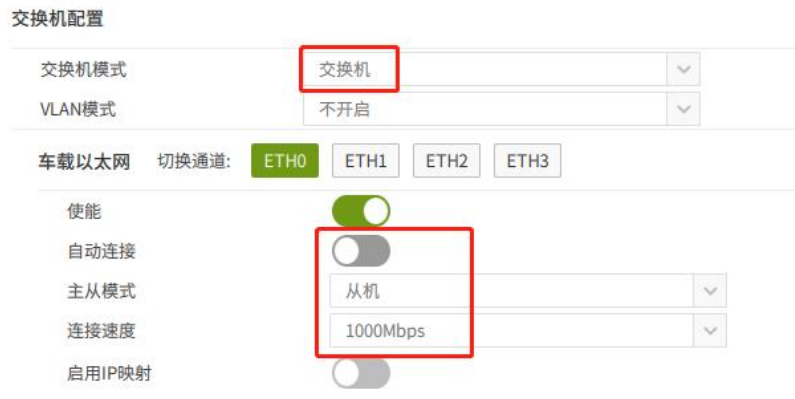 交换机配置
交换机模式 交换机
VLAN模式 不开启
车载以太网 切换通道: ETH0 ETH1 ETH2 ETH3
使能
自动连接
主从模式 从机
连接速度 1000Mbps
启用IP映射